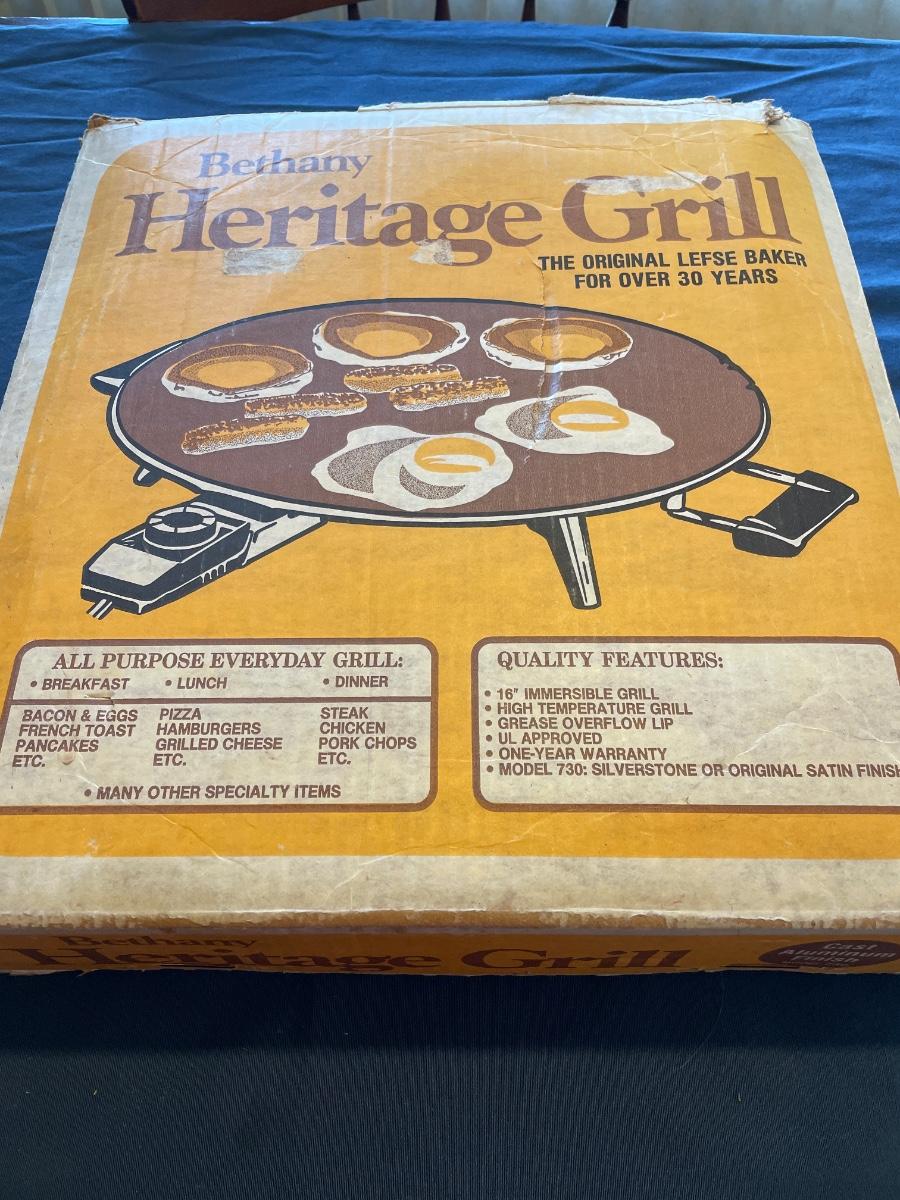 Bethany
Heritage Grill
THE ORIGINAL LEFSE BAKER
FOR OVER 30 YEARS
ALL PURPOSE EVERYDAY GRILL:
• BREAKFAST • LUNCH • DINNER
BACON & EGGS PIZZA STEAK
FRENCH TOAST HAMBURGERS CHICKEN
PANCAKES GRILLED CHEESE PORK CHOPS
ETC. ETC. ETC.
• MANY OTHER SPECIALTY ITEMS
QUALITY FEATURES:
• 16" IMMERSIBLE GRILL
• HIGH TEMPERATURE GRILL
• GREASE OVERFLOW LIP
• UL APPROVED
• ONE-YEAR WARRANTY
• MODEL 730: SILVERSTONE OR ORIGINAL SATIN FINISH
Bethany
Heritage Grill
Cast
Aluminum